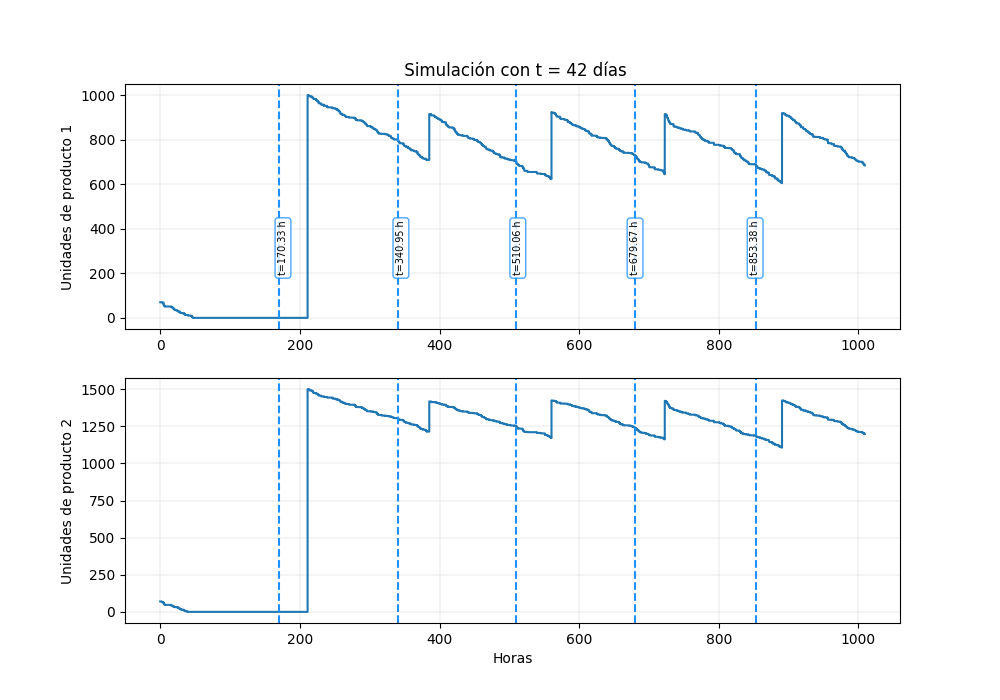 Simulación con t = 42 días
Unidades de producto 1
1000
800
600
400
200
0
t=170.33 h
t=340.95 h
t=510.06 h
t=679.67 h
t=853.38 h
0 200 400 600 800 1000
Unidades de producto 2
1500
1250
1000
750
500
250
0
0 200 400 600 800 1000
Horas